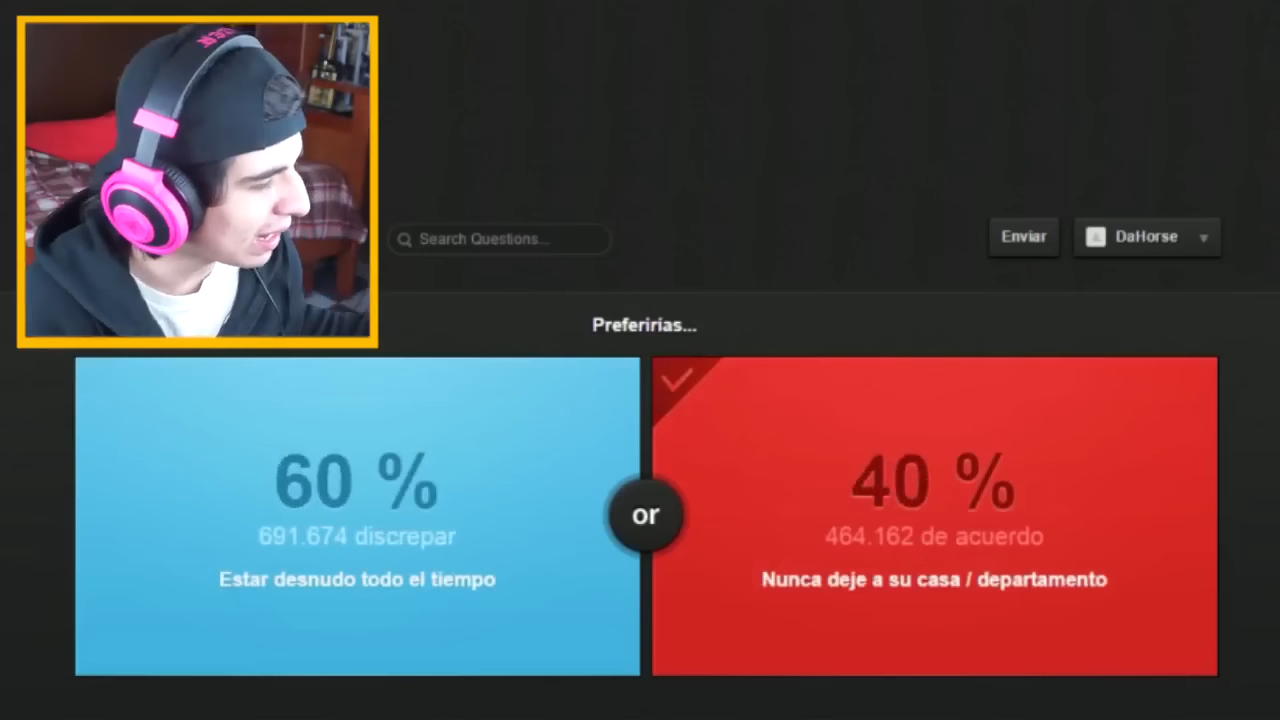 Search Questions...
Enviar
DaHorse
Preferirías...
60 %
691.674 discrepar
Estar desnudo todo el tiempo
or
40 %
464.162 de acuerdo
Nunca deje a su casa / departamento